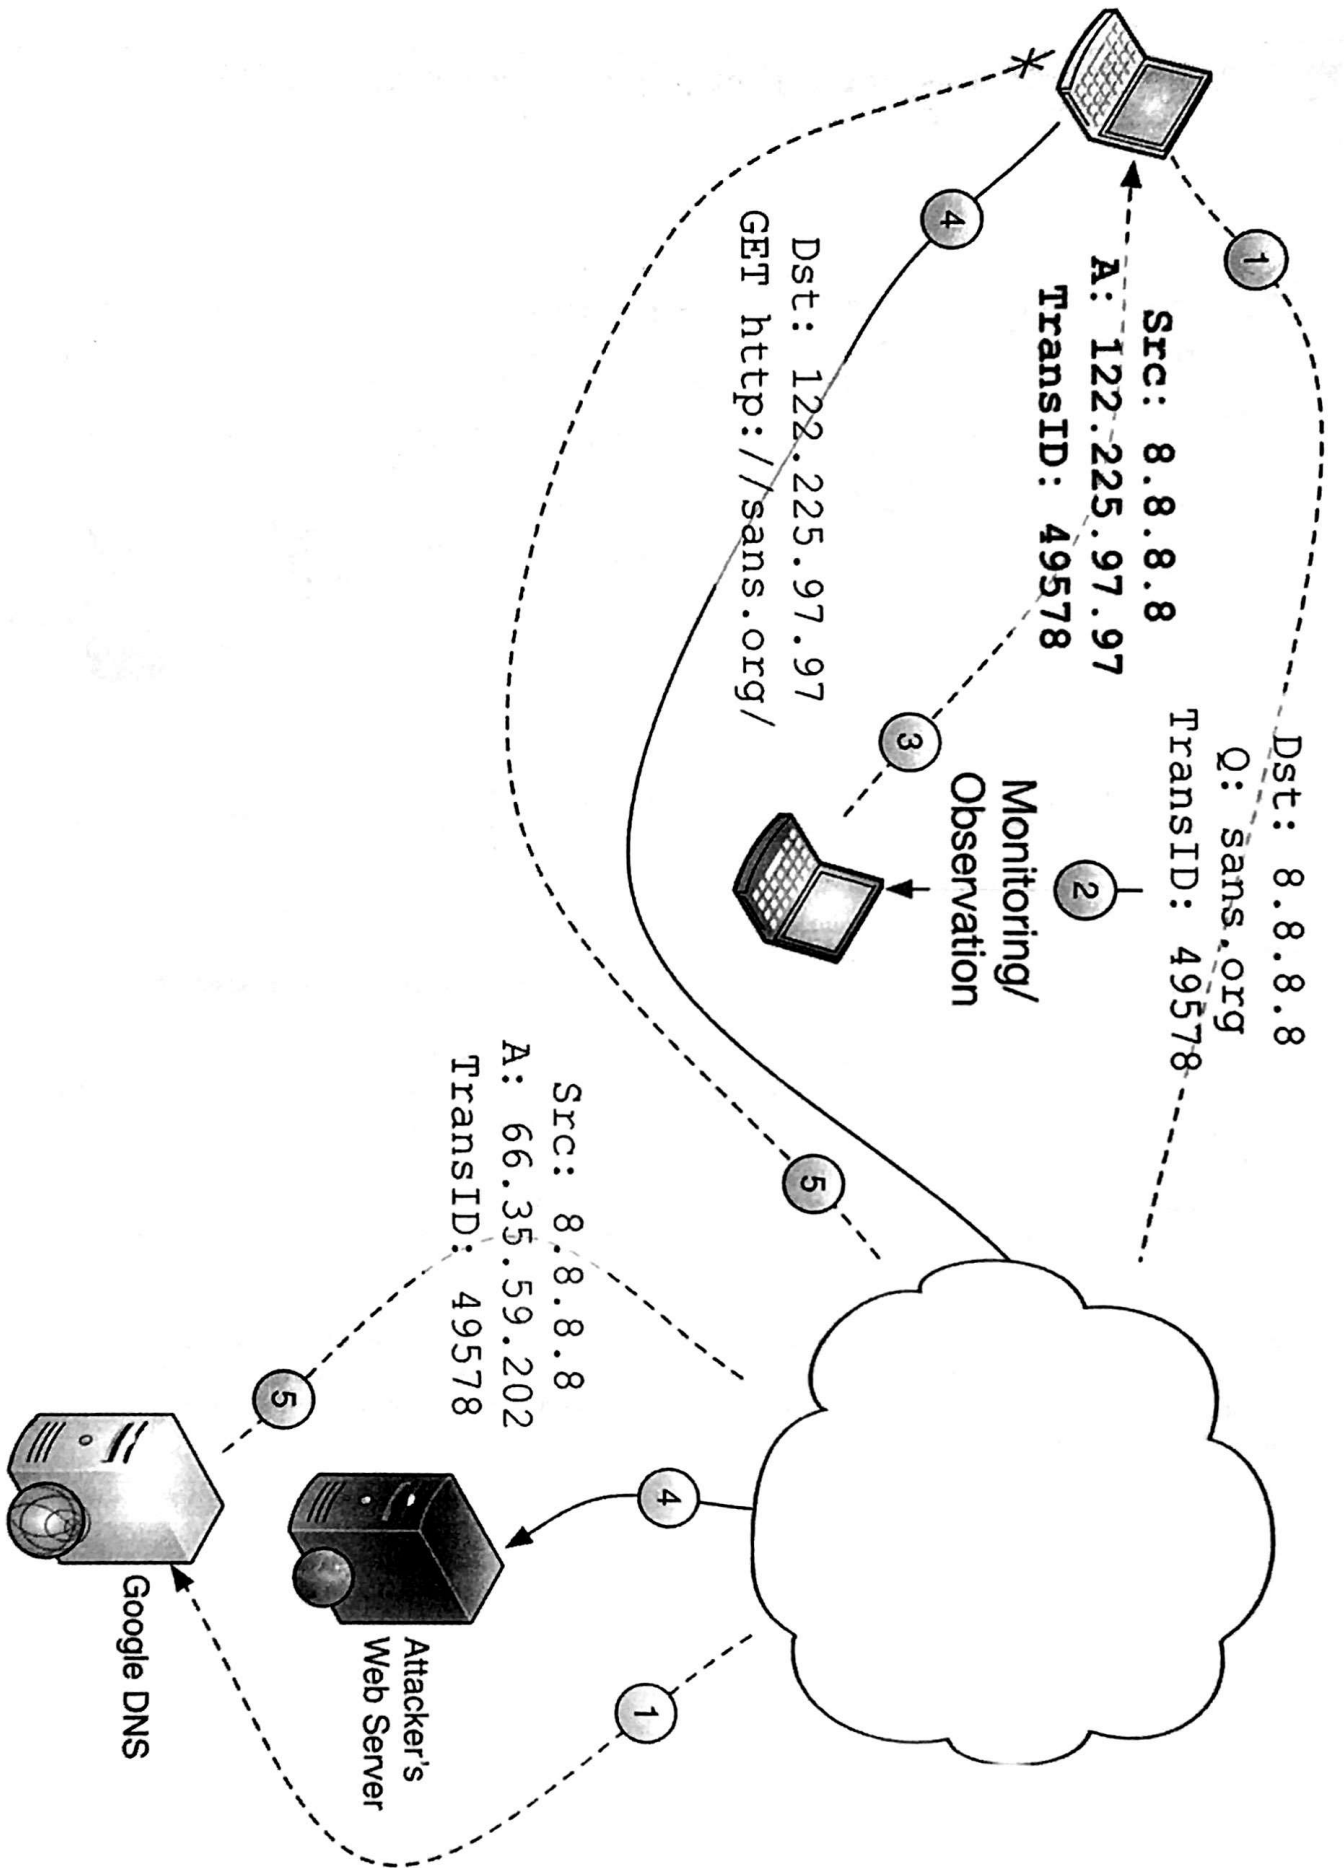 1
Dst: 8.8.8.8
Q: sans.org
TransID: 49578
Src: 8.8.8.8
A: 122.225.97.97
TransID: 49578
2
Monitoring/
Observation
3
4
Dst: 122.225.97.97
GET http://sans.org/
5
Src: 8.8.8.8
A: 66.35.59.202
TransID: 49578
4
5
1
Attacker's
Web Server
Google DNS